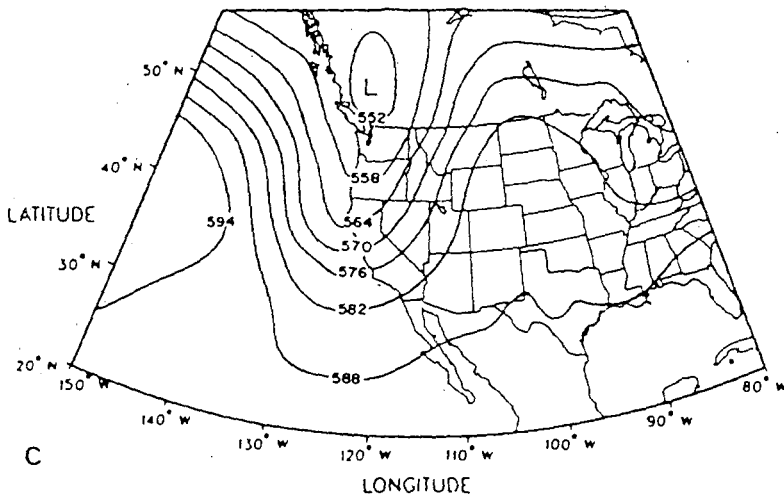 50° N
L
552
40° N
558
LATITUDE
594
564
570
30° N
576
582
20° N
588
150° W
80° W
140° W
90° W
130° W
100° W
120° W
110° W
C
LONGITUDE